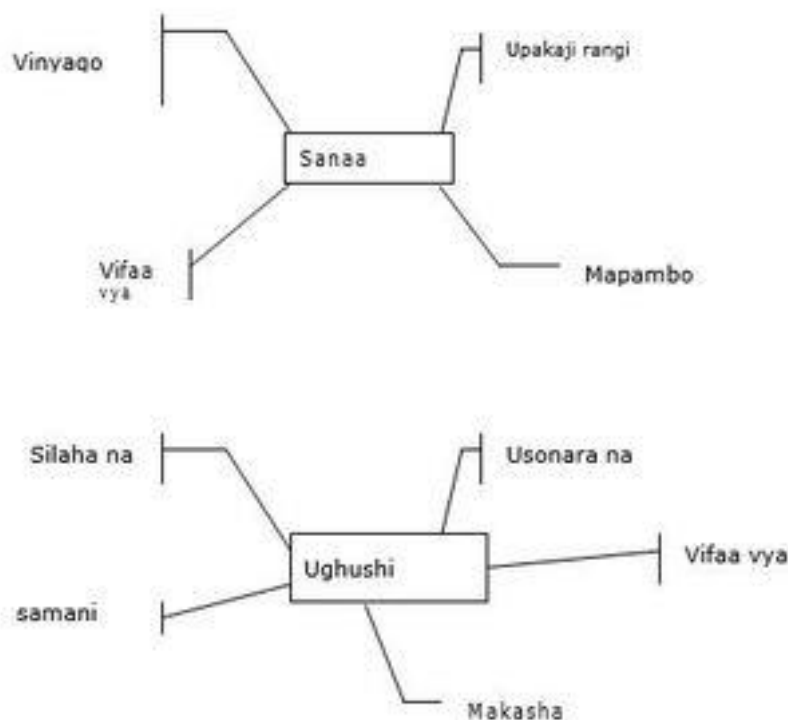 Vinyago
Upakaji rangi
Sanaa
Vifaa
vya
Mapambo
Silaha na
Usonara na
Ughushi
Vifaa vya
samani
Makasha